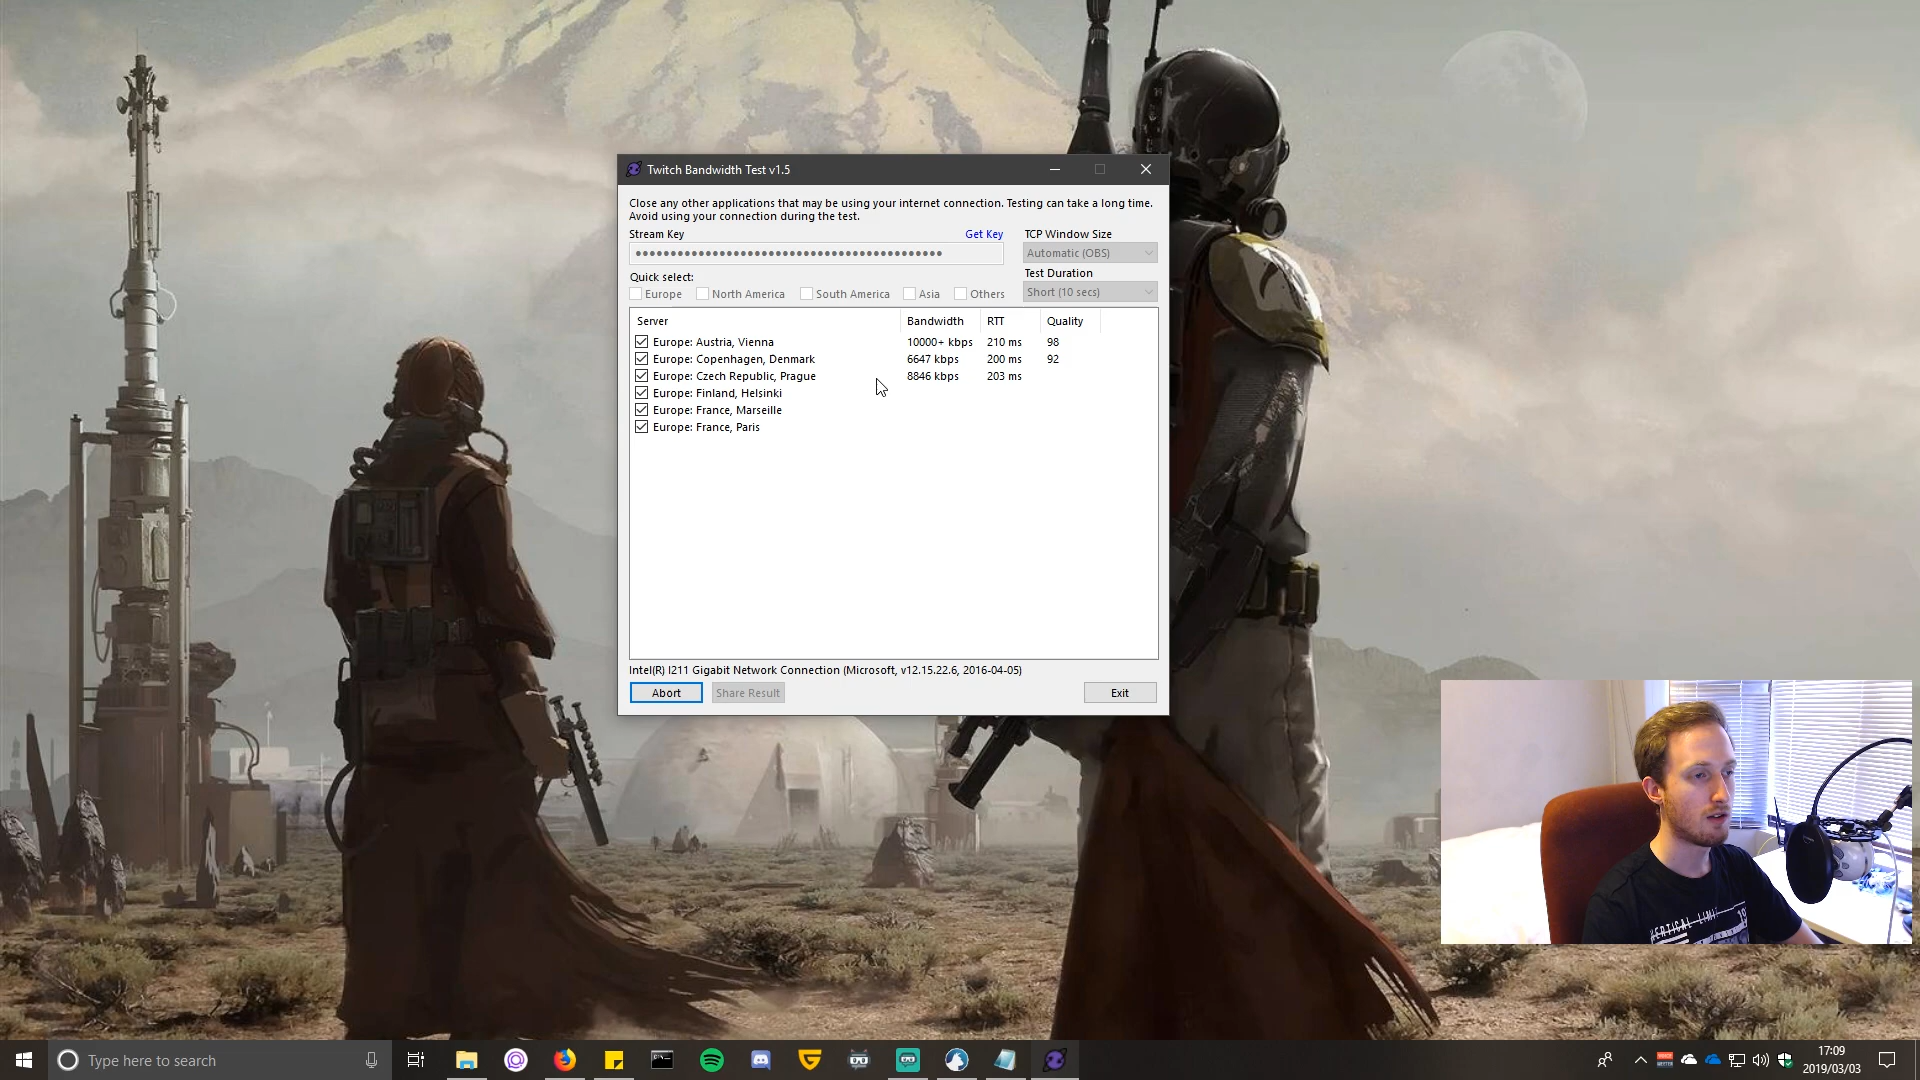 Twitch Bandwidth Test v1.5
Close any other applications that may be using your internet connection. Testing can take a long time.
Avoid using your connection during the test.
Stream Key
Get Key
TCP Window Size
Automatic (OBS)
Quick select:
Test Duration
Europe
North America
South America
Asia
Others
Short (10 secs)
Server Bandwidth RTT Quality
Europe: Austria, Vienna 10000+ kbps 210 ms 98
Europe: Copenhagen, Denmark 6647 kbps 200 ms 92
Europe: Czech Republic, Prague 8846 kbps 203 ms
Europe: Finland, Helsinki
Europe: France, Marseille
Europe: France, Paris
Intel(R) I211 Gigabit Network Connection (Microsoft, v12.15.22.6, 2016-04-05)
Abort
Share Result
Exit
Type here to search
17:09
2019/03/03